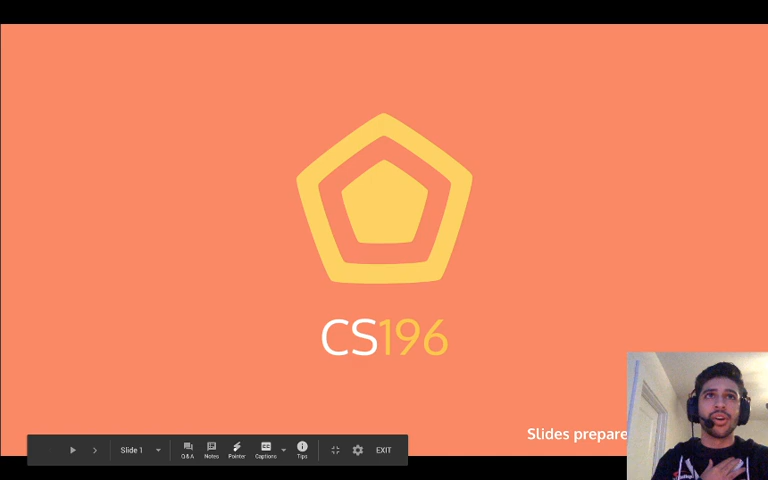 CS196
Slides prepare
Slide 1
Q&A
Notes
Pointer
Captions
Tips
EXIT